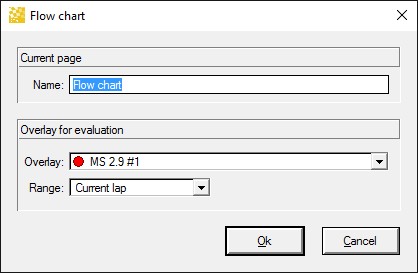 Flow chart
Current page
Name: Flow chart
Overlay for evaluation
Overlay: MS 2.9 #1
Range: Current lap
Ok Cancel